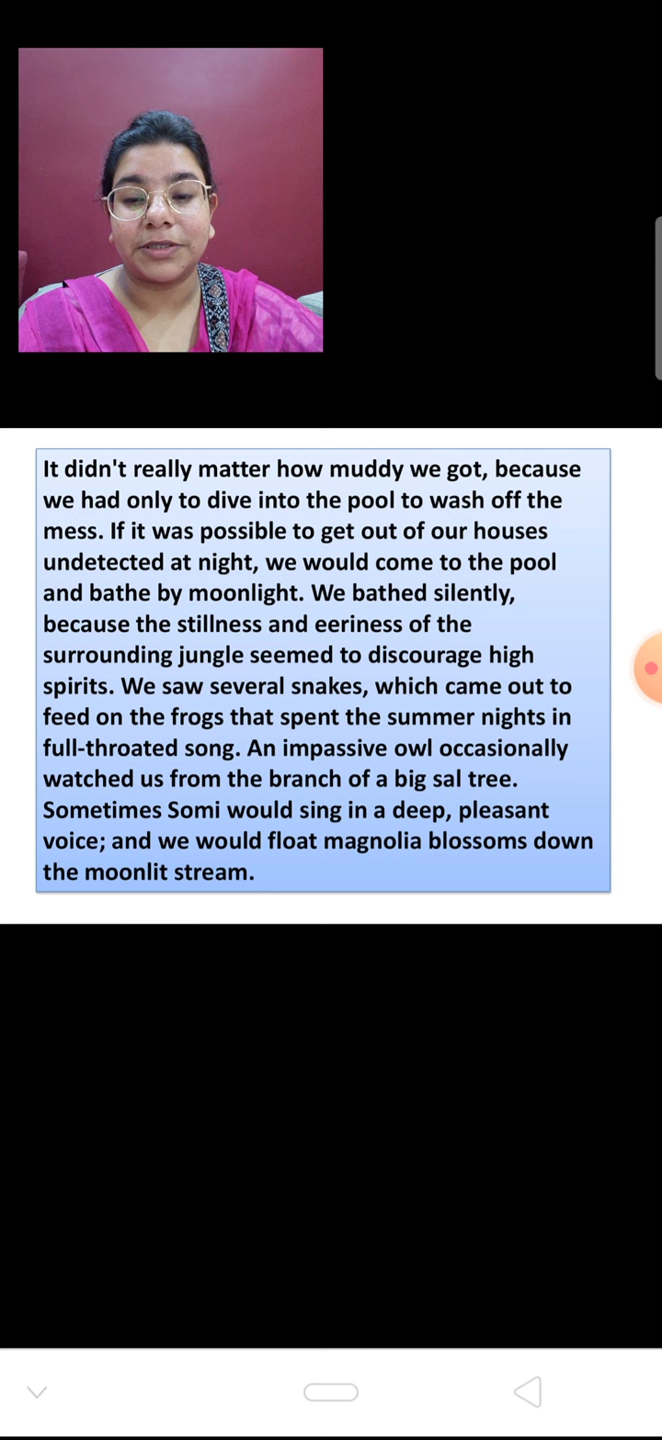 It didn't really matter how muddy we got, because
we had only to dive into the pool to wash off the
mess. If it was possible to get out of our houses
undetected at night, we would come to the pool
and bathe by moonlight. We bathed silently,
because the stillness and eeriness of the
surrounding jungle seemed to discourage high
spirits. We saw several snakes, which came out to
feed on the frogs that spent the summer nights in
full-throated song. An impassive owl occasionally
watched us from the branch of a big sal tree.
Sometimes Somi would sing in a deep, pleasant
voice; and we would float magnolia blossoms down
the moonlit stream.